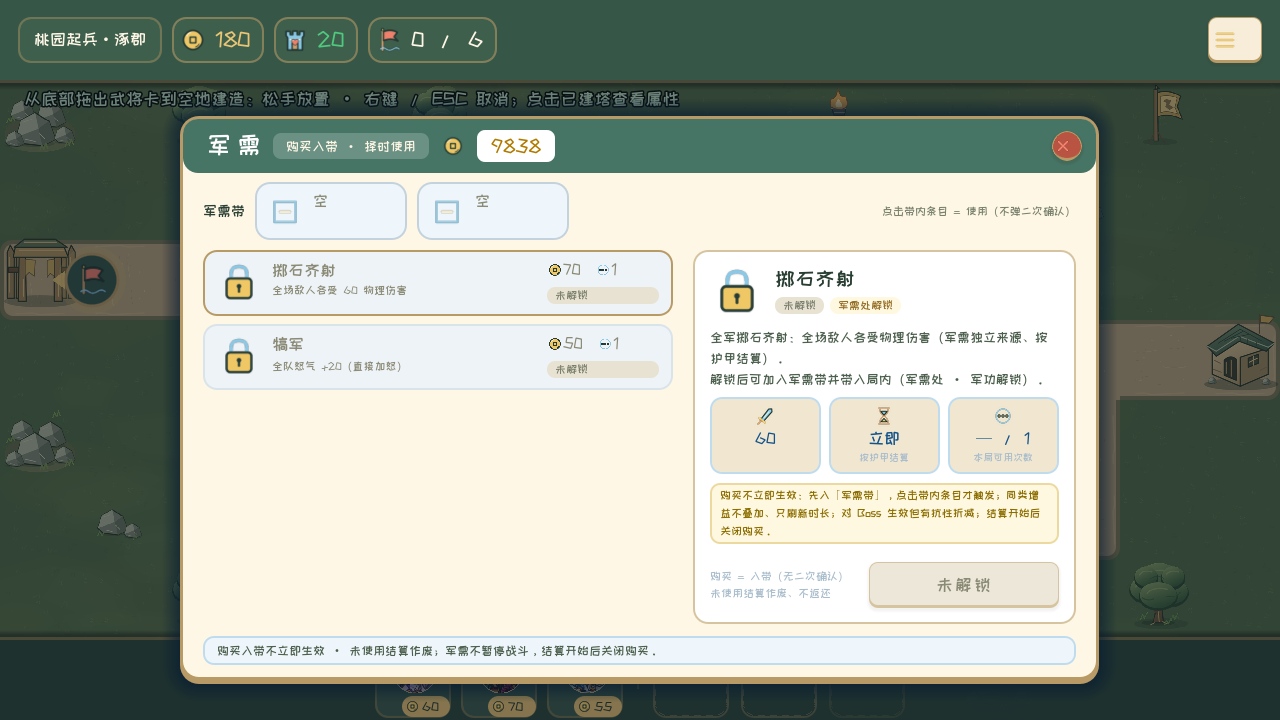 桃园起兵·涿郡
180
20
0 / 6
从底部拖出武将卡到空地建造；松手放置 · 右键 / ESC 取消；点击已建塔查看属性
军需
购买入带 · 择时使用
9838
军需带
空
空
点击带内条目 = 使用（不弹二次确认）
掷石齐射
全场敌人各受 60 物理伤害
70
1
未解锁
犒军
全队怒气 +20（直接加怒）
50
1
未解锁
掷石齐射
未解锁
军需处解锁
全军掷石齐射：全场敌人各受物理伤害（军需独立来源、按
护甲结算）.
解锁后可加入军需带并带入局内（军需处 · 军功解锁）.
60
立即
按护甲结算
— / 1
本局可用次数
购买不立即生效：先入「军需带」,点击带内条目才触发；同类增
益不叠加、只刷新时长；对 Boss 生效但有抗性折减；结算开始后
关闭购买.
购买 = 入带（无二次确认）
未使用结算作废、不返还
未解锁
购买入带不立即生效 · 未使用结算作废；军需不暂停战斗,结算开始后关闭购买.
60
70
55